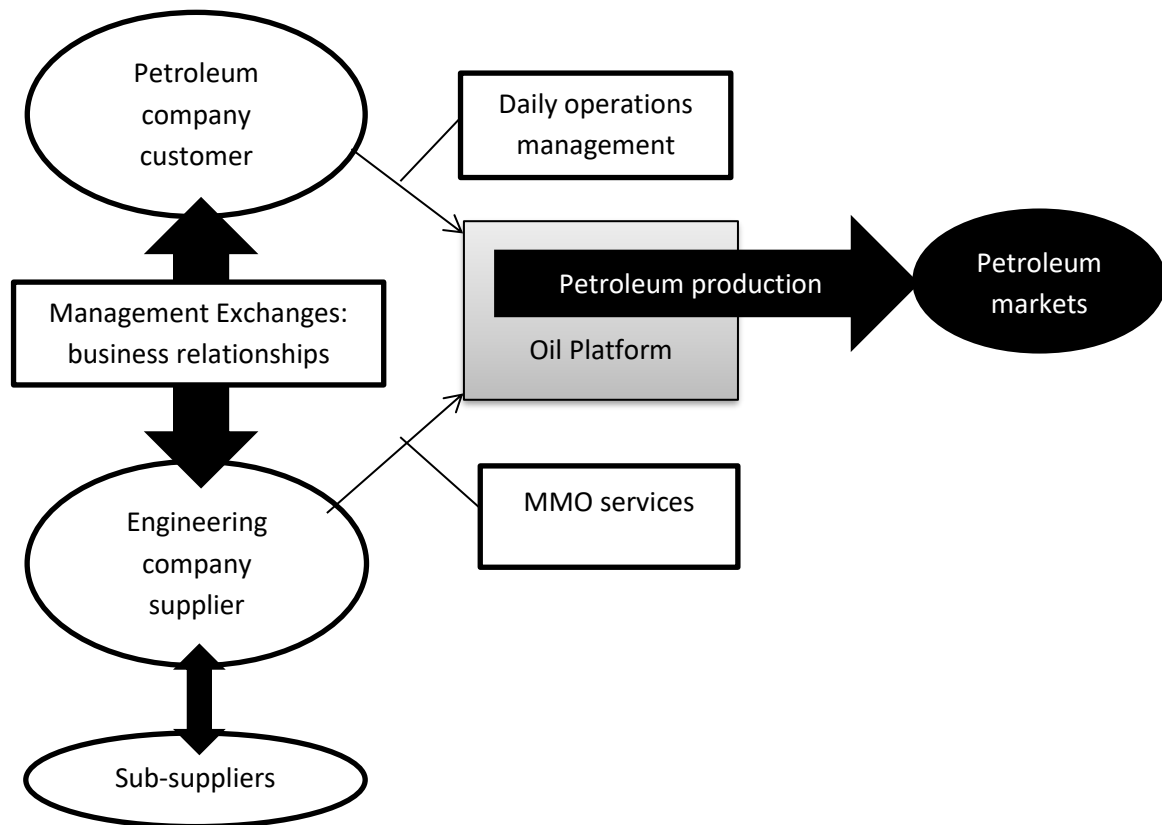 Petroleum
company
customer
Daily operations
management
Management Exchanges:
business relationships
Petroleum production
Oil Platform
Petroleum
markets
Engineering
company
supplier
MMO services
Sub-suppliers